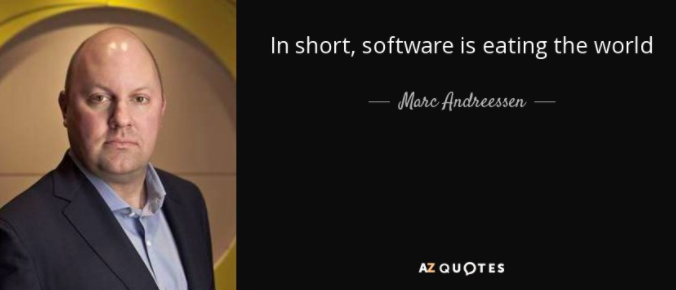 In short, software is eating the world
— Marc Andreessen —
AZ QUOTES